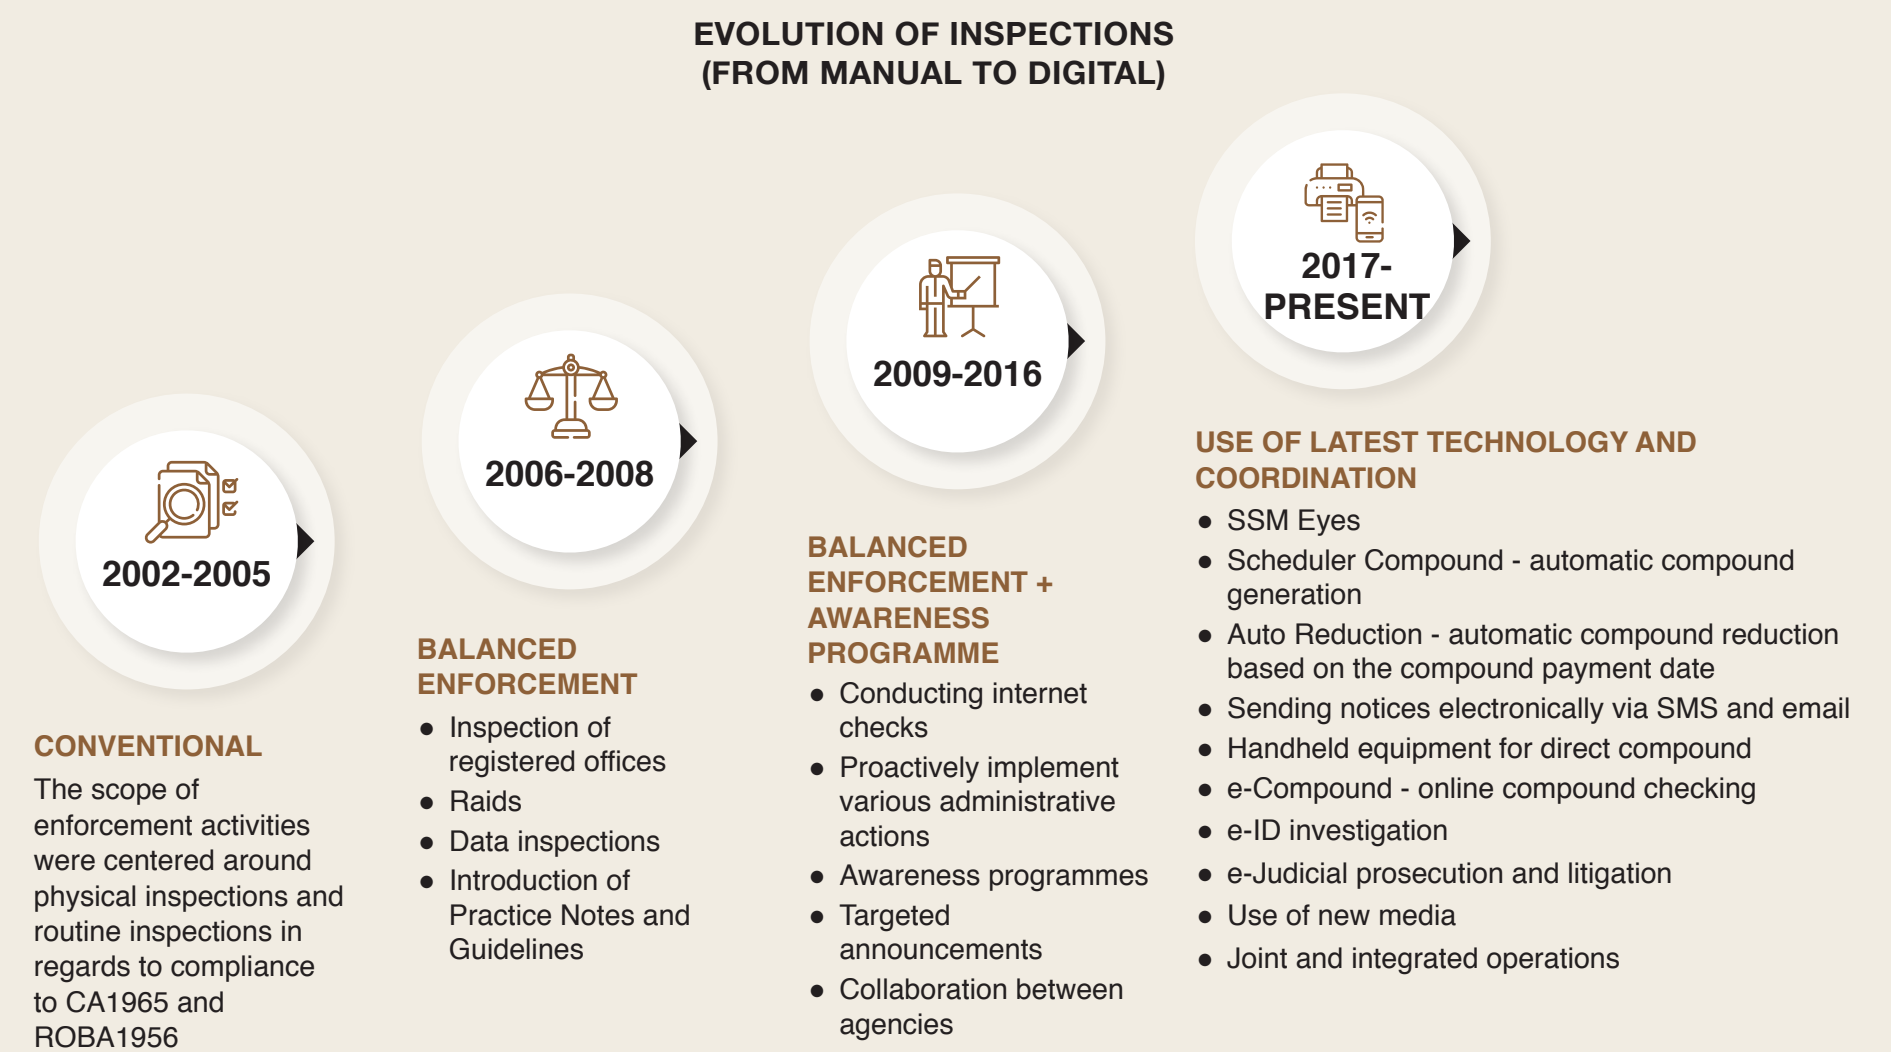 EVOLUTION OF INSPECTIONS
(FROM MANUAL TO DIGITAL)
2002-2005
CONVENTIONAL
The scope of
enforcement activities
were centered around
physical inspections and
routine inspections in
regards to compliance
to CA1965 and
ROBA1956
2006-2008
BALANCED
ENFORCEMENT
● Inspection of
registered offices
● Raids
● Data inspections
● Introduction of
Practice Notes and
Guidelines
2009-2016
BALANCED
ENFORCEMENT +
AWARENESS
PROGRAMME
● Conducting internet
checks
● Proactively implement
various administrative
actions
● Awareness programmes
● Targeted
announcements
● Collaboration between
agencies
2017-
PRESENT
USE OF LATEST TECHNOLOGY AND
COORDINATION
● SSM Eyes
● Scheduler Compound - automatic compound
generation
● Auto Reduction - automatic compound reduction
based on the compound payment date
● Sending notices electronically via SMS and email
● Handheld equipment for direct compound
● e-Compound - online compound checking
● e-ID investigation
● e-Judicial prosecution and litigation
● Use of new media
● Joint and integrated operations